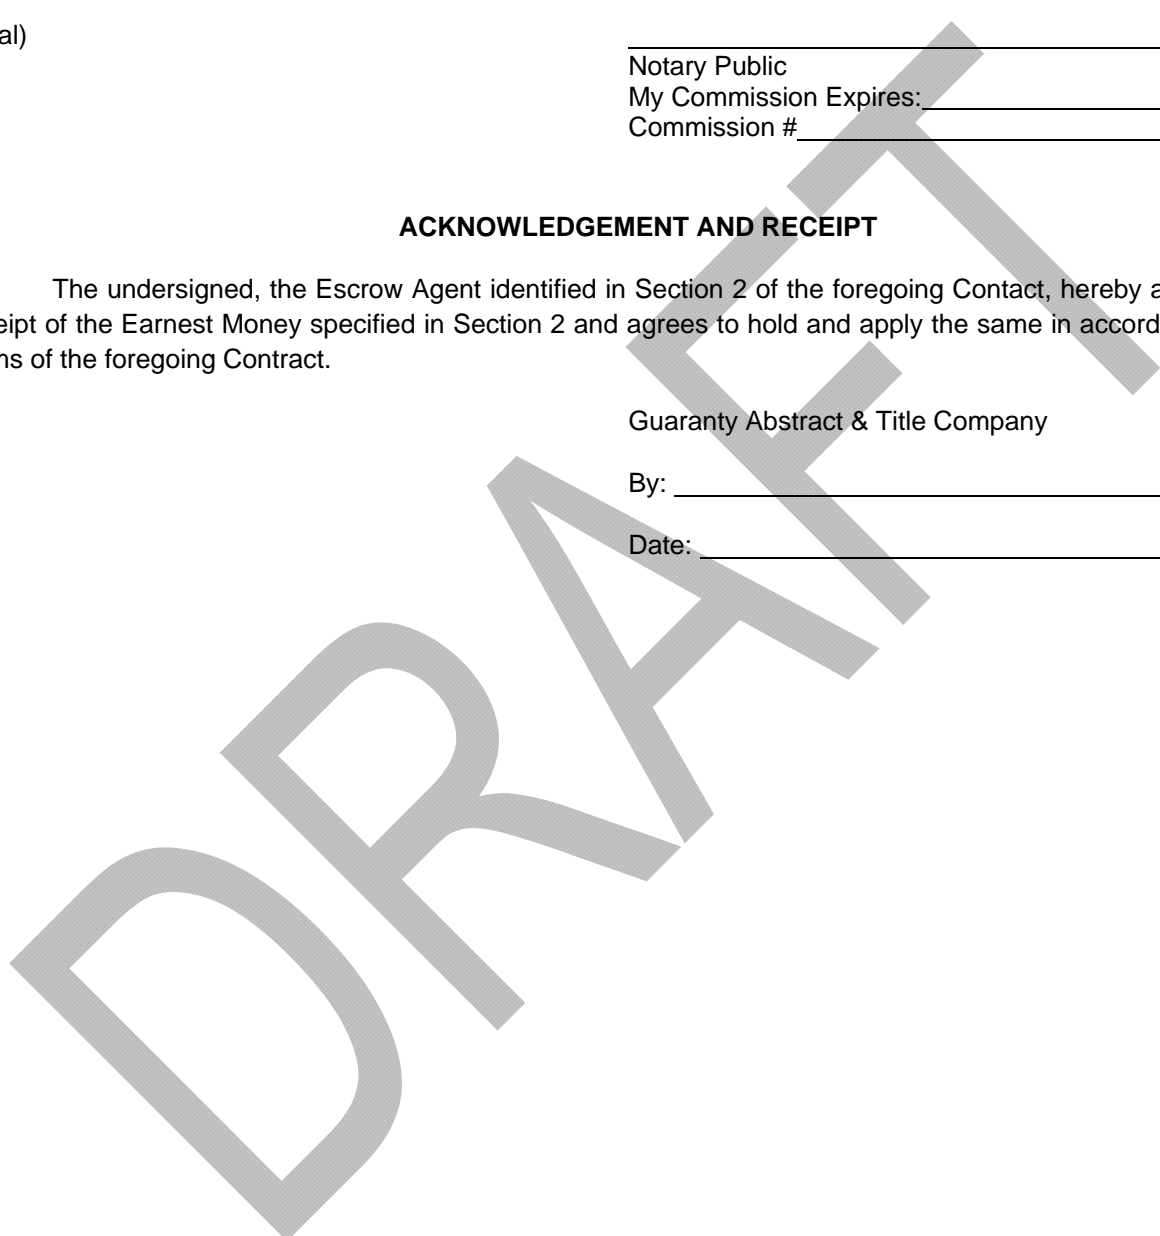 al)
Notary Public
My Commission Expires:
Commission #
ACKNOWLEDGEMENT AND RECEIPT
The undersigned, the Escrow Agent identified in Section 2 of the foregoing Contact, hereby a
eipt of the Earnest Money specified in Section 2 and agrees to hold and apply the same in accord
ms of the foregoing Contract.
Guaranty Abstract & Title Company
By:
Date:
DRAFT